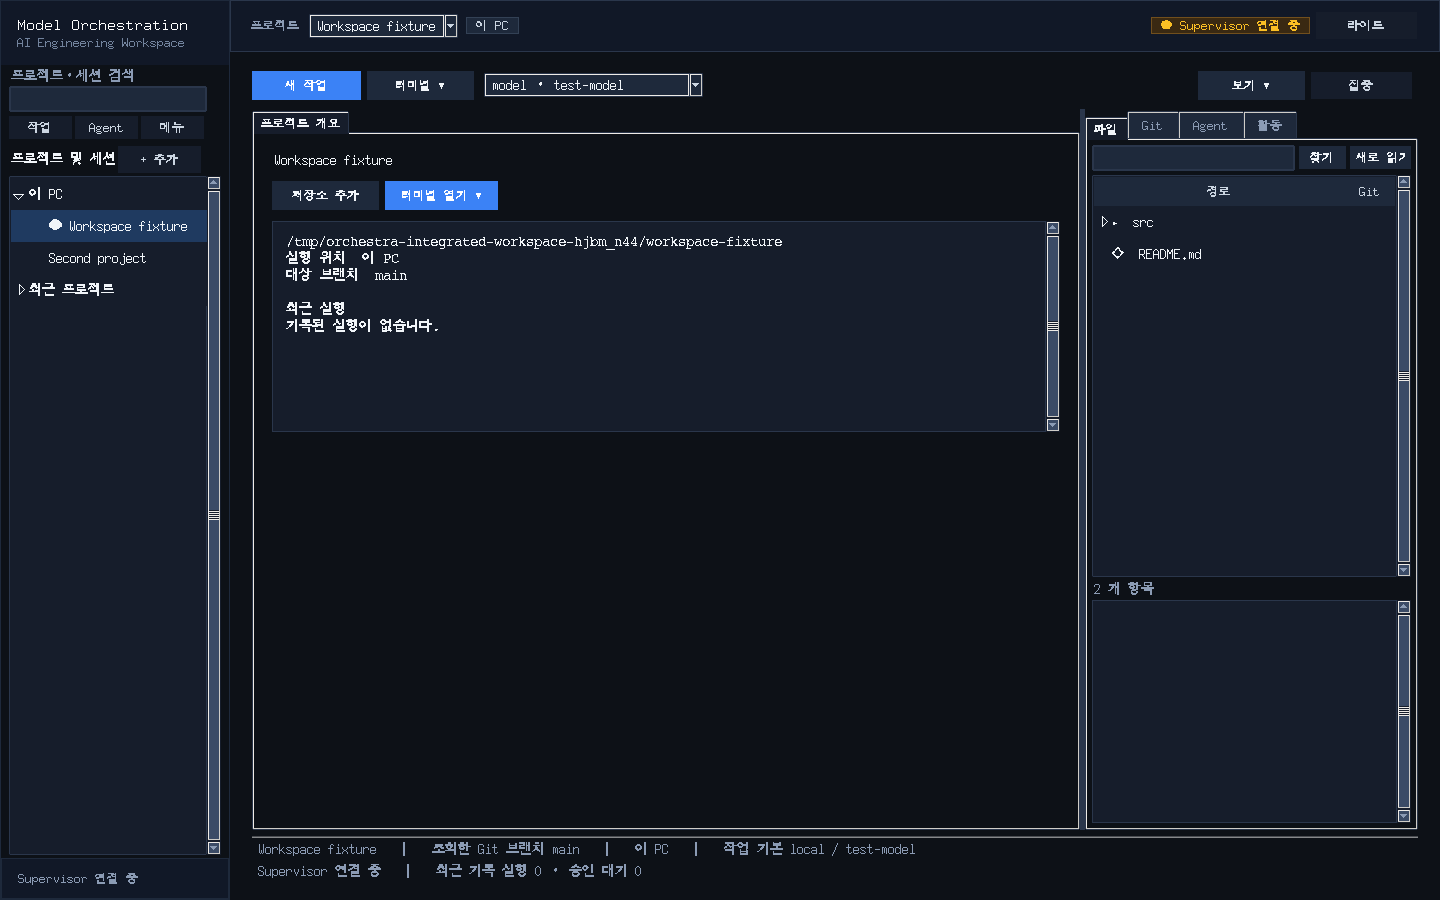 Model Orchestration
AI Engineering Workspace
프로젝트·세션 검색
작업 Agent 메뉴
프로젝트 및 세션 + 추가
이 PC
Workspace fixture
Second project
최근 프로젝트
Supervisor 연결 중
프로젝트 Workspace fixture 이 PC
Supervisor 연결 중 라이트
새 작업 터미널 ▾ model · test-model 보기 ▾ 집중
프로젝트 개요
Workspace fixture
저장소 추가 터미널 열기 ▾
/tmp/orchestra-integrated-workspace-hjbm_n44/workspace-fixture
실행 위치 이 PC
대상 브랜치 main
최근 실행
기록된 실행이 없습니다.
파일 Git Agent 활동
찾기 새로 읽기
경로 Git
src
README.md
2 개 항목
Workspace fixture | 조회한 Git 브랜치 main | 이 PC | 작업 기본 local / test-model
Supervisor 연결 중 | 최근 기록 실행 0 · 승인 대기 0